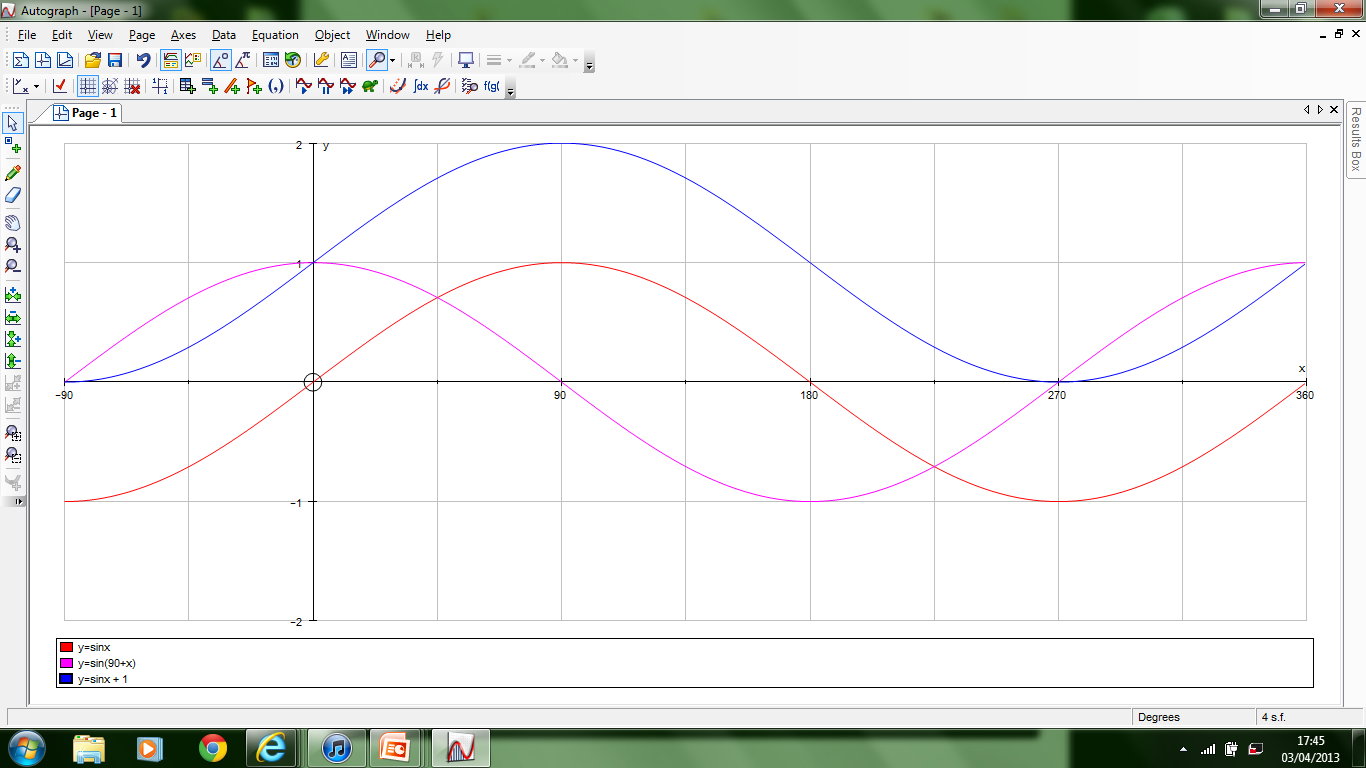 Autograph - [Page - 1]
File Edit View Page Axes Data Equation Object Window Help
∫dx f(g(
Page - 1
Results Box
2 y
1
x
−90 90 180 270 360
−1
−2
y=sinx
y=sin(90+x)
y=sinx + 1
Degrees 4 s.f.
17:45
03/04/2013